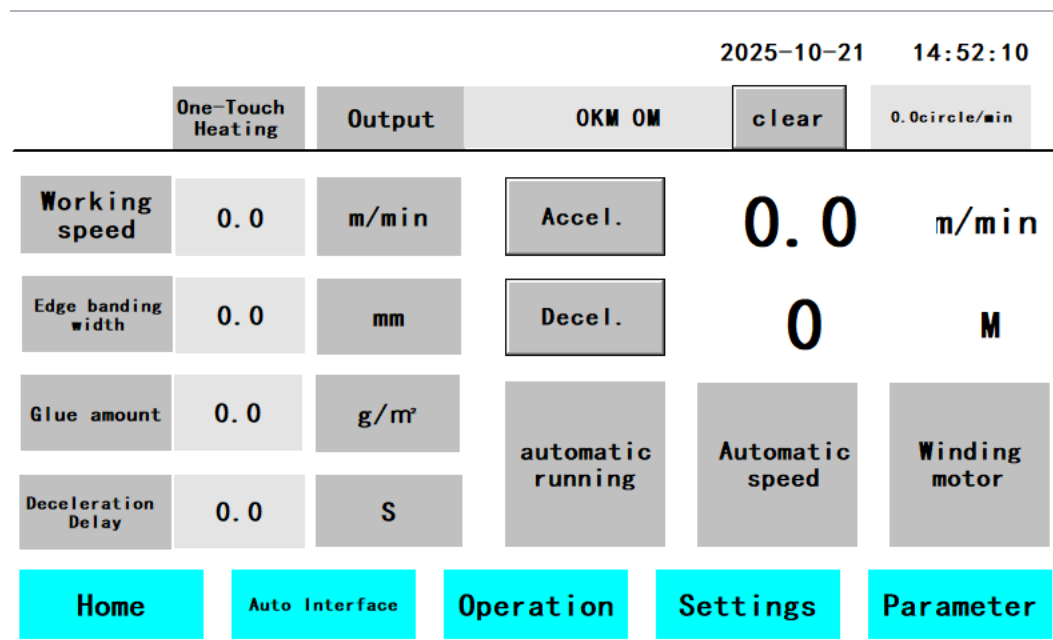 2025-10-21 14:52:10
One-Touch
Heating
Output
0KM 0M
clear
0.0circle/min
Working
speed
0.0
m/min
Accel.
0.0
m/min
Edge banding
width
0.0
mm
Decel.
0
M
Glue amount
0.0
g/㎡
automatic
running
Automatic
speed
Winding
motor
Deceleration
Delay
0.0
S
Home
Auto Interface
Operation
Settings
Parameter